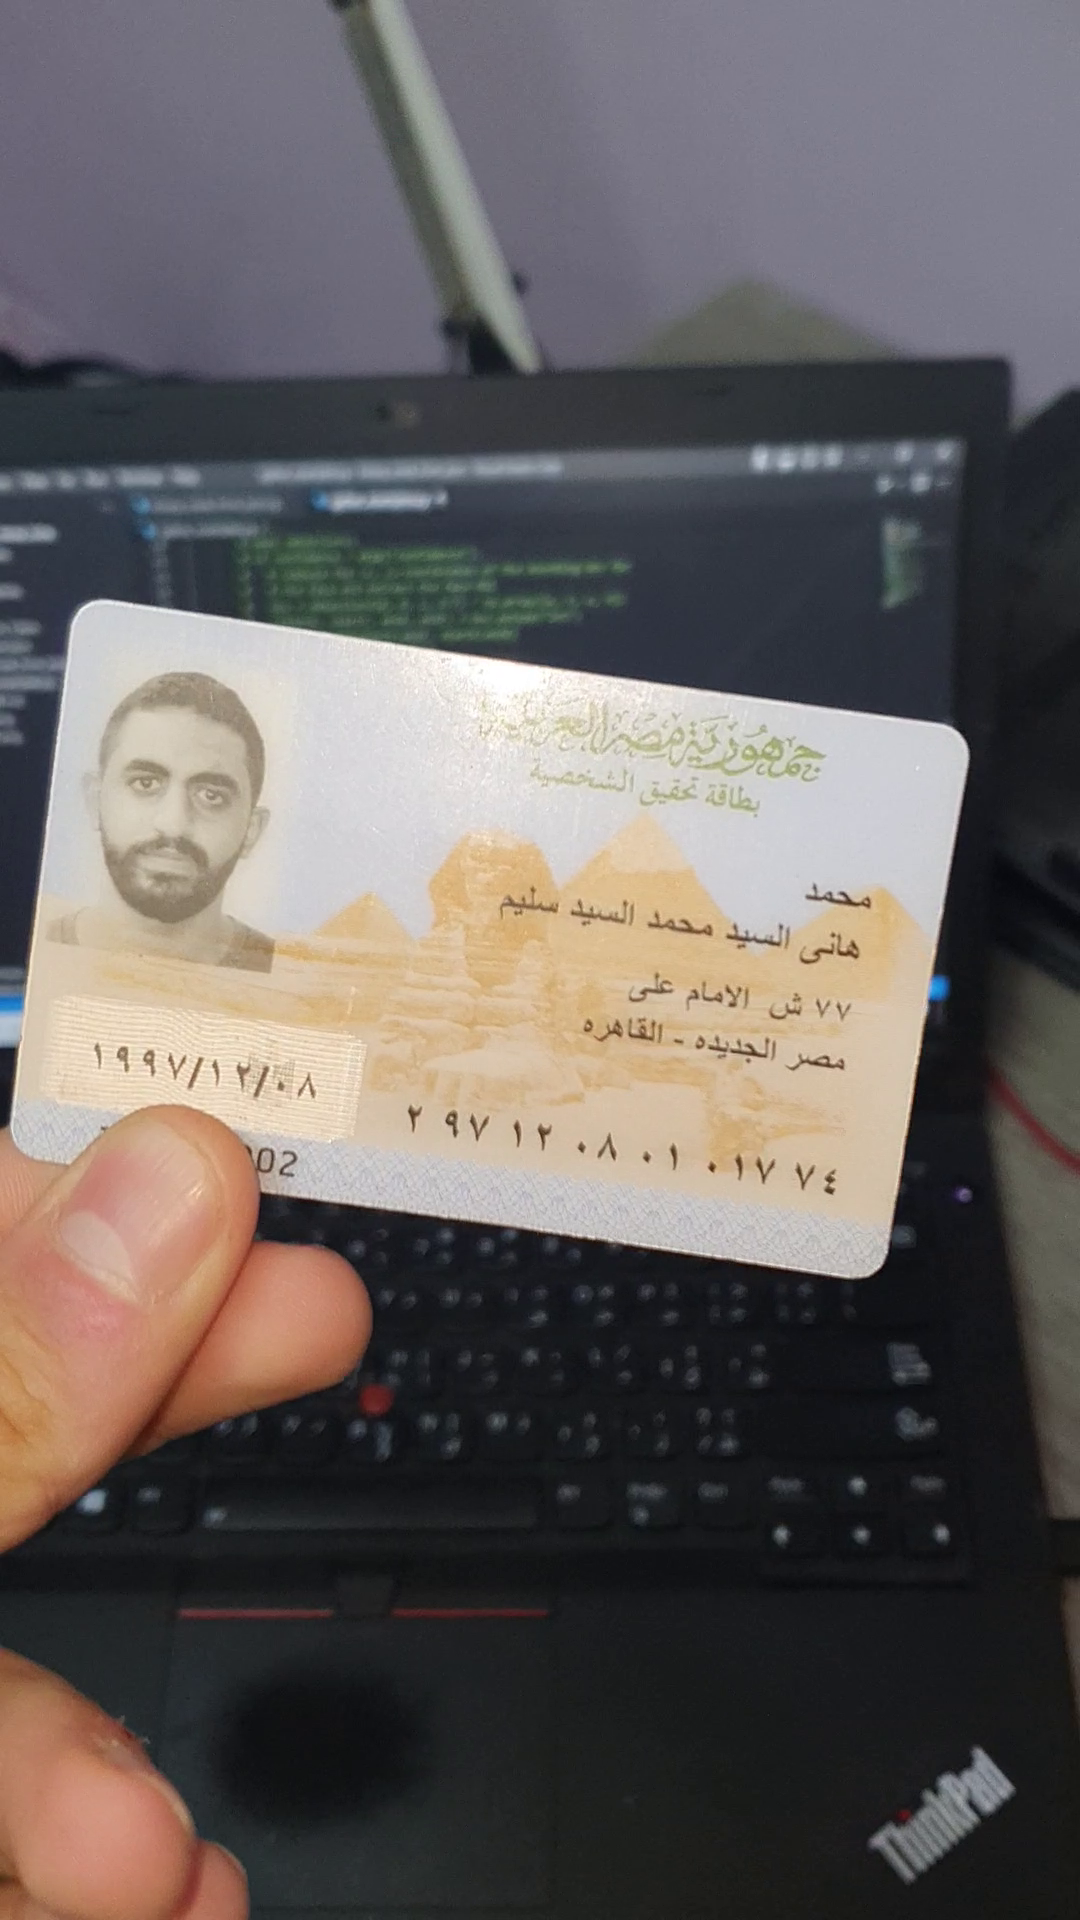 جمهورية مصر العربية
بطاقة تحقيق الشخصية
محمد
هانى السيد محمد السيد سليم
٧٧ ش الامام على
مصر الجديده - القاهره
١٩٩٧/١٢/٠٨
٢ ٩٧ ١٢ ٠٨ ٠١ ٠١٧ ٧٤
002
ThinkPad